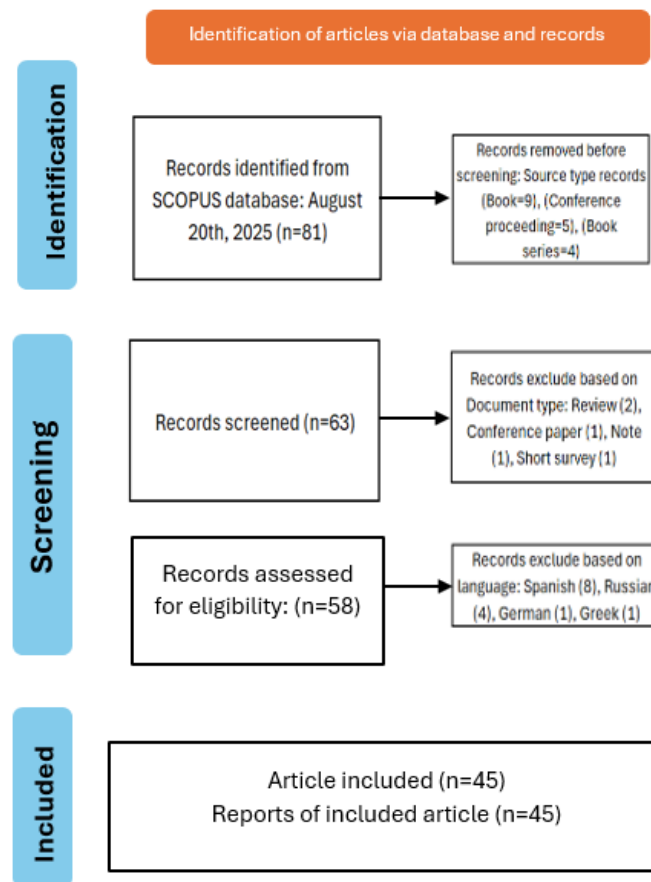 Identification of articles via database and records
Identification
Records identified from
SCOPUS database: August
20th, 2025 (n=81)
Records removed before
screening: Source type records
(Book=9), (Conference
proceeding=5), (Book
series=4)
Screening
Records screened (n=63)
Records exclude based on
Document type: Review (2),
Conference paper (1), Note
(1), Short survey (1)
Records assessed
for eligibility: (n=58)
Records exclude based on
language: Spanish (8), Russian
(4), German (1), Greek (1)
Included
Article included (n=45)
Reports of included article (n=45)